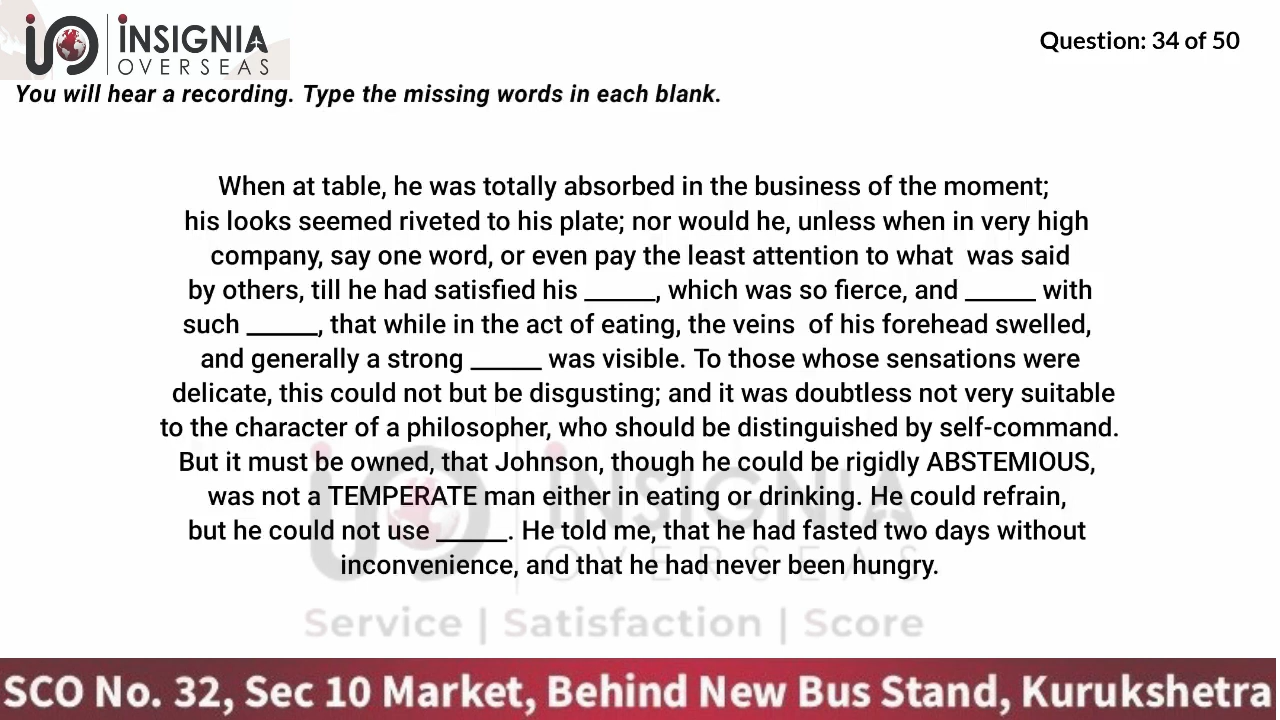 INSIGNIA
OVERSEAS
Question: 34 of 50
You will hear a recording. Type the missing words in each blank.
When at table, he was totally absorbed in the business of the moment;
his looks seemed riveted to his plate; nor would he, unless when in very high
company, say one word, or even pay the least attention to what was said
by others, till he had satisfied his ______, which was so fierce, and ______ with
such ______, that while in the act of eating, the veins of his forehead swelled,
and generally a strong ______ was visible. To those whose sensations were
delicate, this could not but be disgusting; and it was doubtless not very suitable
to the character of a philosopher, who should be distinguished by self-command.
But it must be owned, that Johnson, though he could be rigidly ABSTEMIOUS,
was not a TEMPERATE man either in eating or drinking. He could refrain,
but he could not use ______. He told me, that he had fasted two days without
inconvenience, and that he had never been hungry.
INSIGNIA
OVERSEAS
Service | Satisfaction | Score
SCO No. 32, Sec 10 Market, Behind New Bus Stand, Kurukshetra